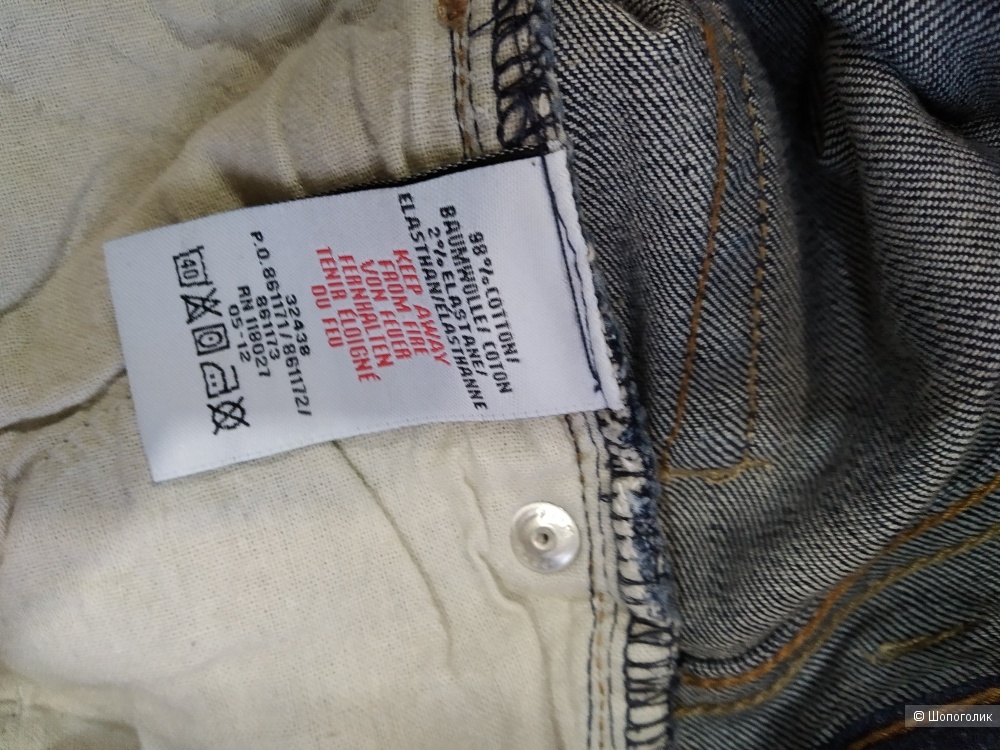 98% COTTON/
BAUMWOLLE/ COTON
2% ELASTANE/
ELASTHAN/ELASTHANNE
KEEP AWAY
FROM FIRE
VON FEUER
FERNHALTEN
TENIR ÉLOIGNÉ
DU FEU
32438
P.O. 861171/861172/
861173
RN 118027
05-12
40
© Шопоголик